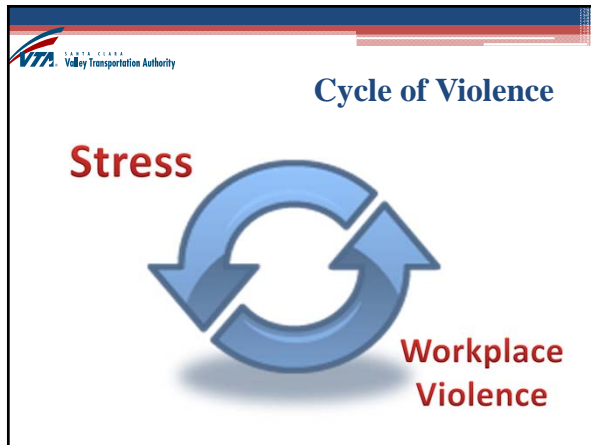 VTA
SANTA CLARA
Valley Transportation Authority
Cycle of Violence
Stress
Workplace
Violence